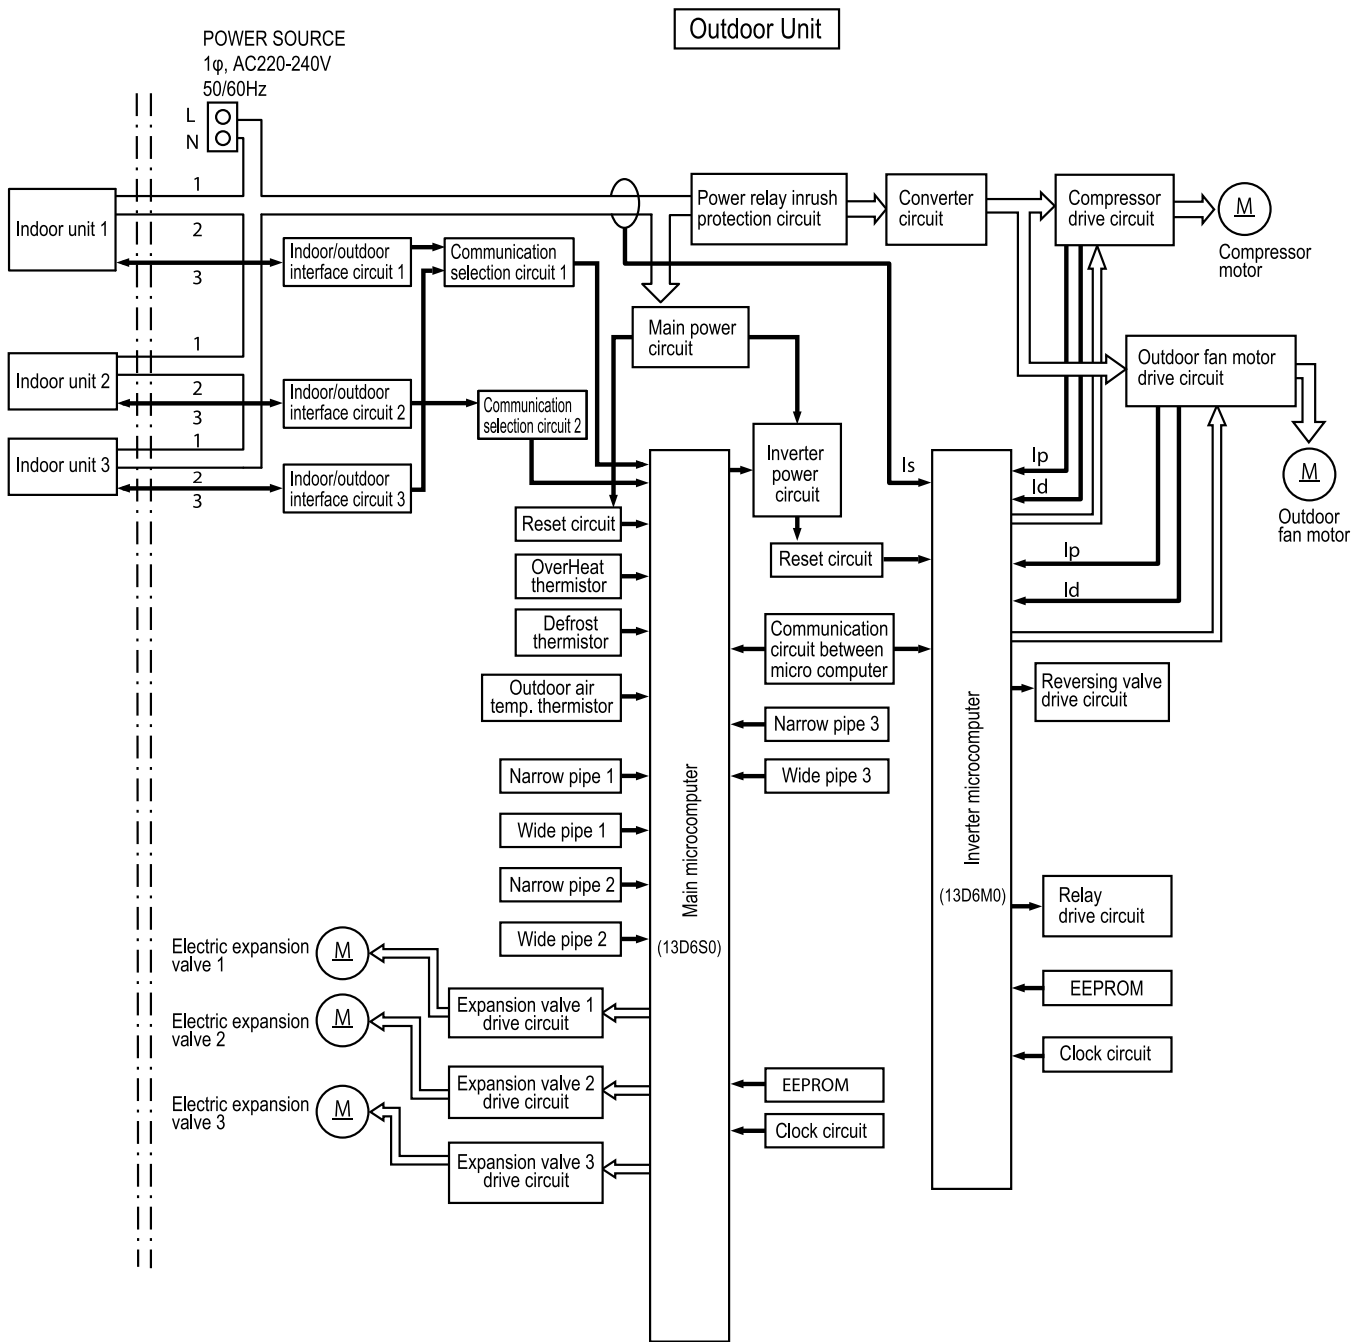 Outdoor Unit
POWER SOURCE
1φ, AC220-240V
50/60Hz
L
N
1
2
3
Indoor unit 1
Indoor/outdoor
interface circuit 1
Communication
selection circuit 1
Power relay inrush
protection circuit
Converter
circuit
Compressor
drive circuit
M
Compressor
motor
Main power
circuit
1
2
3
Indoor unit 2
Indoor/outdoor
interface circuit 2
Communication
selection circuit 2
Outdoor fan motor
drive circuit
M
Outdoor
fan motor
1
2
3
Indoor unit 3
Indoor/outdoor
interface circuit 3
Inverter
power
circuit
Is
Ip
Id
Ip
Id
Reset circuit
Reset circuit
OverHeat
thermistor
Defrost
thermistor
Outdoor air
temp. thermistor
Communication
circuit between
micro computer
Narrow pipe 3
Wide pipe 3
Reversing valve
drive circuit
Narrow pipe 1
Wide pipe 1
Narrow pipe 2
Wide pipe 2
Main microcomputer
(13D6S0)
Inverter microcomputer
(13D6M0)
Relay
drive circuit
EEPROM
Clock circuit
Electric expansion
valve 1
M
Expansion valve 1
drive circuit
Electric expansion
valve 2
M
Expansion valve 2
drive circuit
Electric expansion
valve 3
M
Expansion valve 3
drive circuit
EEPROM
Clock circuit